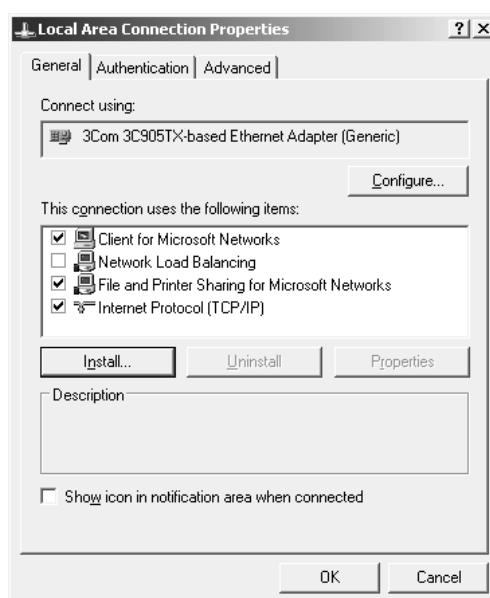 Local Area Connection Properties
General Authentication Advanced
Connect using:
3Com 3C905TX-based Ethernet Adapter (Generic)
Configure...
This connection uses the following items:
Client for Microsoft Networks
Network Load Balancing
File and Printer Sharing for Microsoft Networks
Internet Protocol (TCP/IP)
Install... Uninstall Properties
Description
Show icon in notification area when connected
OK Cancel